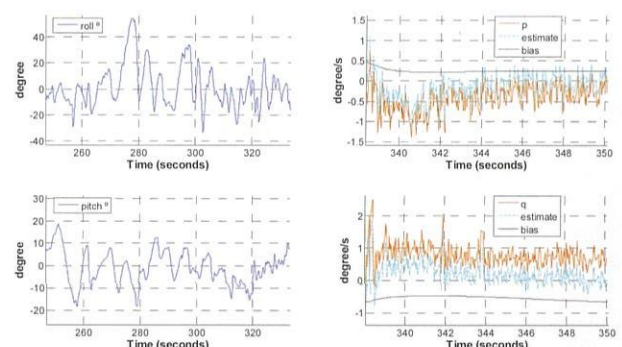 roll º
degree
40
20
0
-20
-40
260
280
300
320
Time (seconds)
p
estimate
bias
degree/s
1.5
1
0.5
0
-0.5
-1
-1.5
340
342
344
346
348
350
Time (seconds)
pitch º
degree
30
20
10
0
-10
-20
260
280
300
320
Time (seconds)
q
estimate
bias
degree/s
2
1
0
-1
340
342
344
346
348
350
Time (seconds)